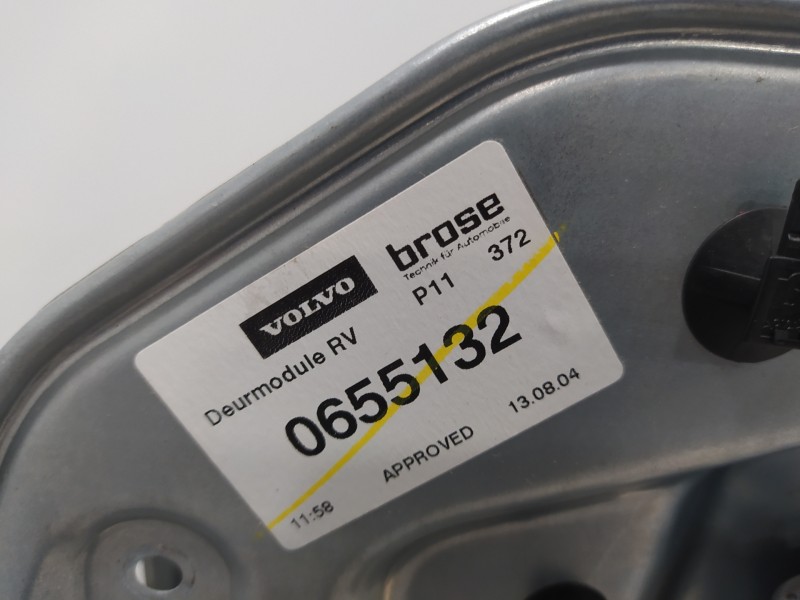 VOLVO
brose
Technik für Automobile
P11 372
Deurmodule RV
0655132
11:58 APPROVED 13.08.04